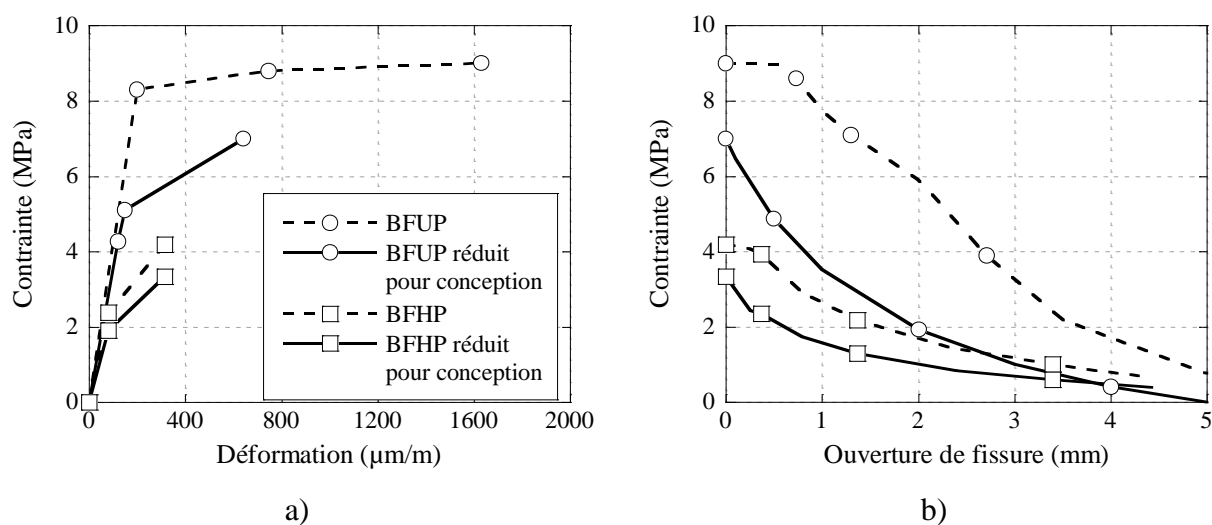 10
8
6
4
2
0
Contrainte (MPa)
0 400 800 1200 1600 2000
Déformation (µm/m)
BFUP
BFUP réduit
pour conception
BFHP
BFHP réduit
pour conception
a)
10
8
6
4
2
0
Contrainte (MPa)
0 1 2 3 4 5
Ouverture de fissure (mm)
b)